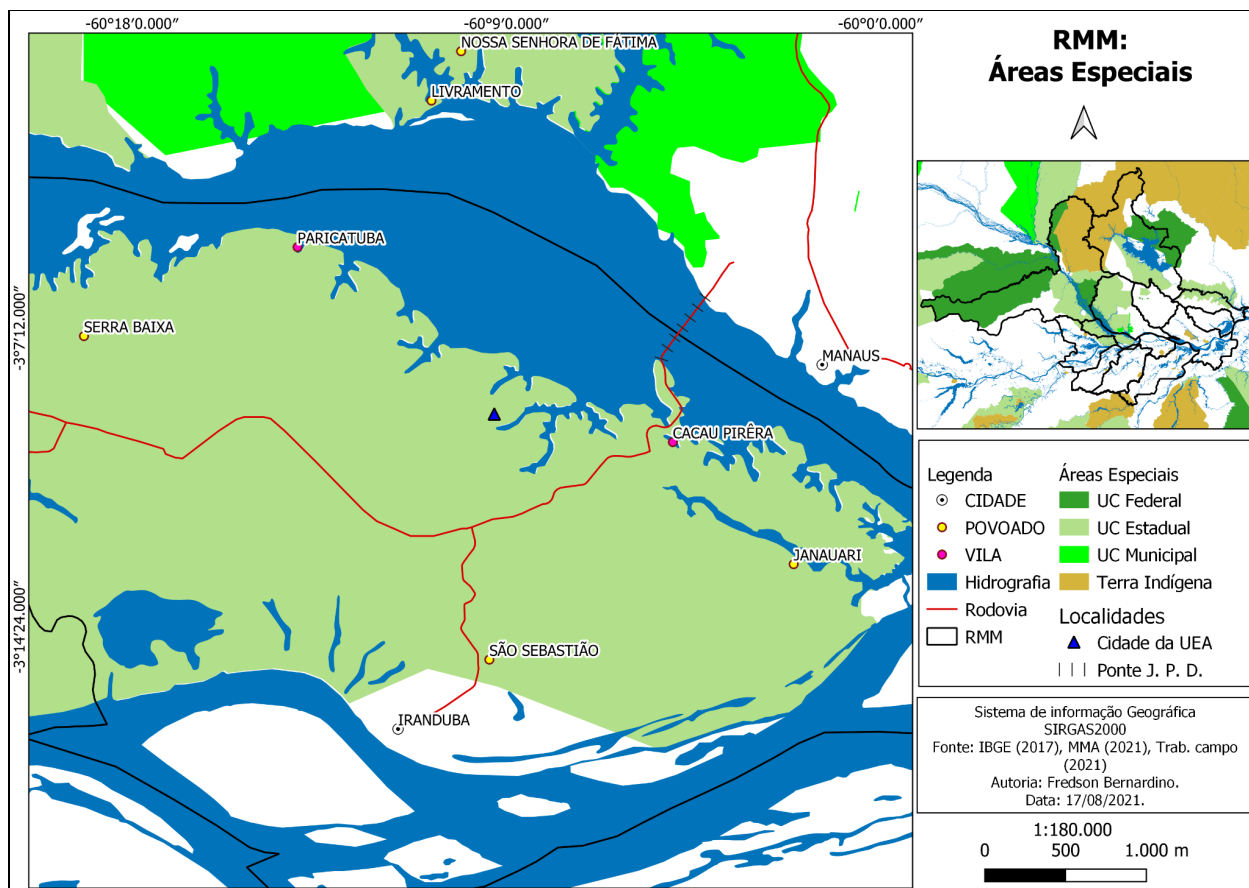 -60°18'0.000″
-60°9'0.000″
-60°0'0.000″
-3°7'12.000″
-3°14'24.000″
NOSSA SENHORA DE FÁTIMA
LIVRAMENTO
PARICATUBA
SERRA BAIXA
MANAUS
CACAU PIRÊRA
JANAUARI
SÃO SEBASTIÃO
IRANDUBA
RMM:
Áreas Especiais
Legenda
CIDADE
POVOADO
VILA
Hidrografia
Rodovia
RMM
Áreas Especiais
UC Federal
UC Estadual
UC Municipal
Terra Indígena
Localidades
Cidade da UEA
Ponte J. P. D.
Sistema de informação Geográfica
SIRGAS2000
Fonte: IBGE (2017), MMA (2021), Trab. campo
(2021)
Autoria: Fredson Bernardino.
Data: 17/08/2021.
1:180.000
0 500 1.000 m